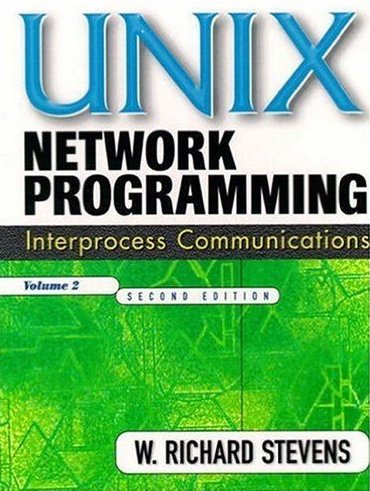 UNIX
NETWORK
PROGRAMMING
Interprocess Communications
Volume 2
SECOND EDITION
W. RICHARD STEVENS